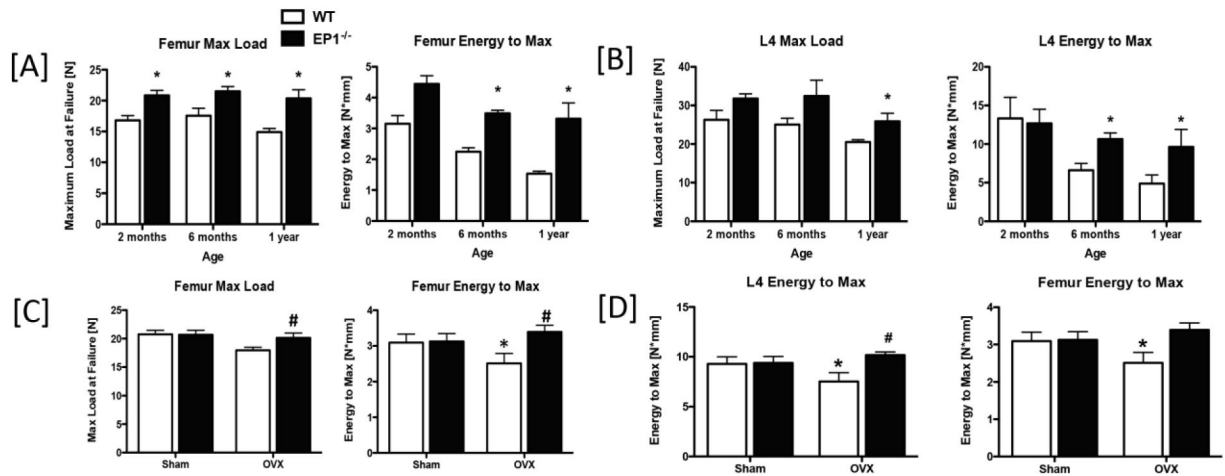 WT
EP1-/-
[A]
Femur Max Load
Maximum Load at Failure [N]
25
20
15
10
5
0
* * *
2 months 6 months 1 year
Age
Femur Energy to Max
Energy to Max [N*mm]
5
4
3
2
1
0
* *
2 months 6 months 1 year
Age
[B]
L4 Max Load
Maximum Load at Failure [N]
40
30
20
10
0
*
2 months 6 months 1 year
Age
L4 Energy to Max
Energy to Max [N*mm]
20
15
10
5
0
* *
2 months 6 months 1 year
Age
[C]
Femur Max Load
Max Load at Failure [N]
25
20
15
10
5
0
#
Sham OVX
Femur Energy to Max
Energy to Max [N*mm]
4
3
2
1
0
* #
Sham OVX
[D]
L4 Energy to Max
Energy to Max [N*mm]
15
10
5
0
* #
Sham OVX
Femur Energy to Max
Energy to Max [N*mm]
4
3
2
1
0
*
Sham OVX